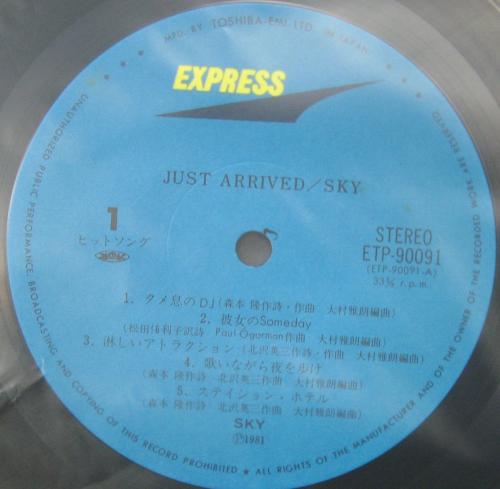 MFD. BY TOSHIBA-EMI LTD. IN JAPAN
EXPRESS
JUST ARRIVED／SKY
1
ヒットソング
STEREO
ETP-90091
(ETP-90091-A)
33⅓ r.p.m.
1. タメ息のDJ (森本 隆作詩・作曲 大村雅朗編曲)
2. 彼女のSomeday
(松田伟利子訳詩 Paul Ogorman作曲 大村雅朗編曲)
3. 淋しいアトラクション (北沢英三作詩・作曲 大村雅朗編曲)
4. 歌いながら夜を歩け
(森本 隆作詩 北沢英三作曲 大村雅朗編曲)
5. ステイション・ホテル
(森本 隆作詩 北沢英三作曲 大村雅朗編曲)
SKY
Ⓟ1981
UNAUTHORIZED PUBLIC PERFORMANCE, BROADCASTING AND COPYING OF THIS RECORD PROHIBITED ★ ALL RIGHTS OF THE MANUFACTURER AND OF THE OWNER OF THE RECORDED WORK ARE RESERVED